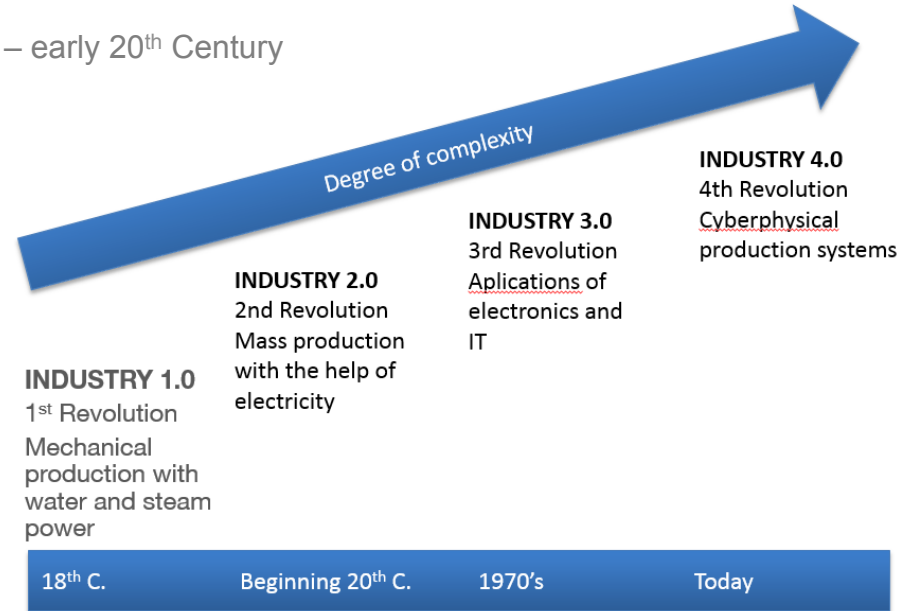 – early 20th Century
Degree of complexity
INDUSTRY 4.0
4th Revolution
Cyberphysical
production systems
INDUSTRY 3.0
3rd Revolution
Aplications of
electronics and
IT
INDUSTRY 2.0
2nd Revolution
Mass production
with the help of
electricity
INDUSTRY 1.0
1st Revolution
Mechanical
production with
water and steam
power
18th C.
Beginning 20th C.
1970’s
Today